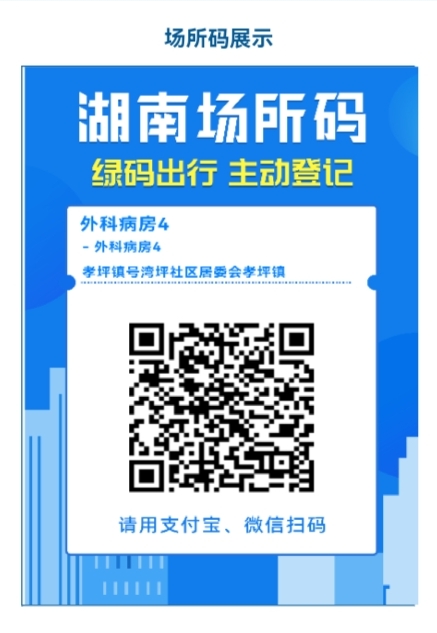 场所码展示
湖南场所码
绿码出行 主动登记
外科病房4
- 外科病房4
孝坪镇号湾坪社区居委会孝坪镇
请用支付宝、微信扫码